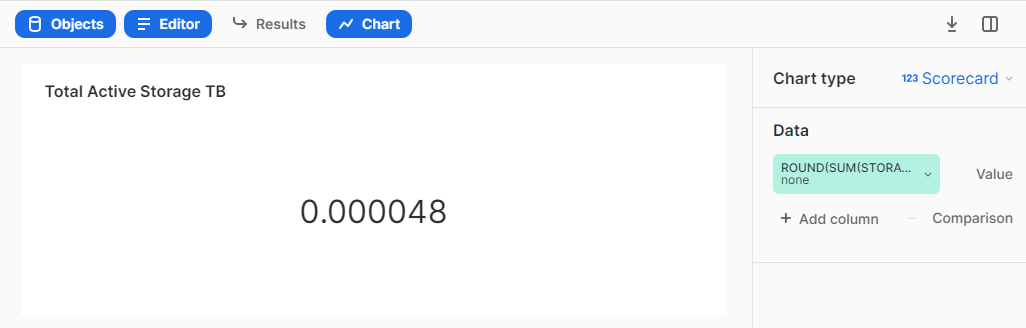 Objects Editor Results Chart
Total Active Storage TB
0.000048
Chart type 123 Scorecard
Data
ROUND(SUM(STORA...
none
Value
+ Add column — Comparison